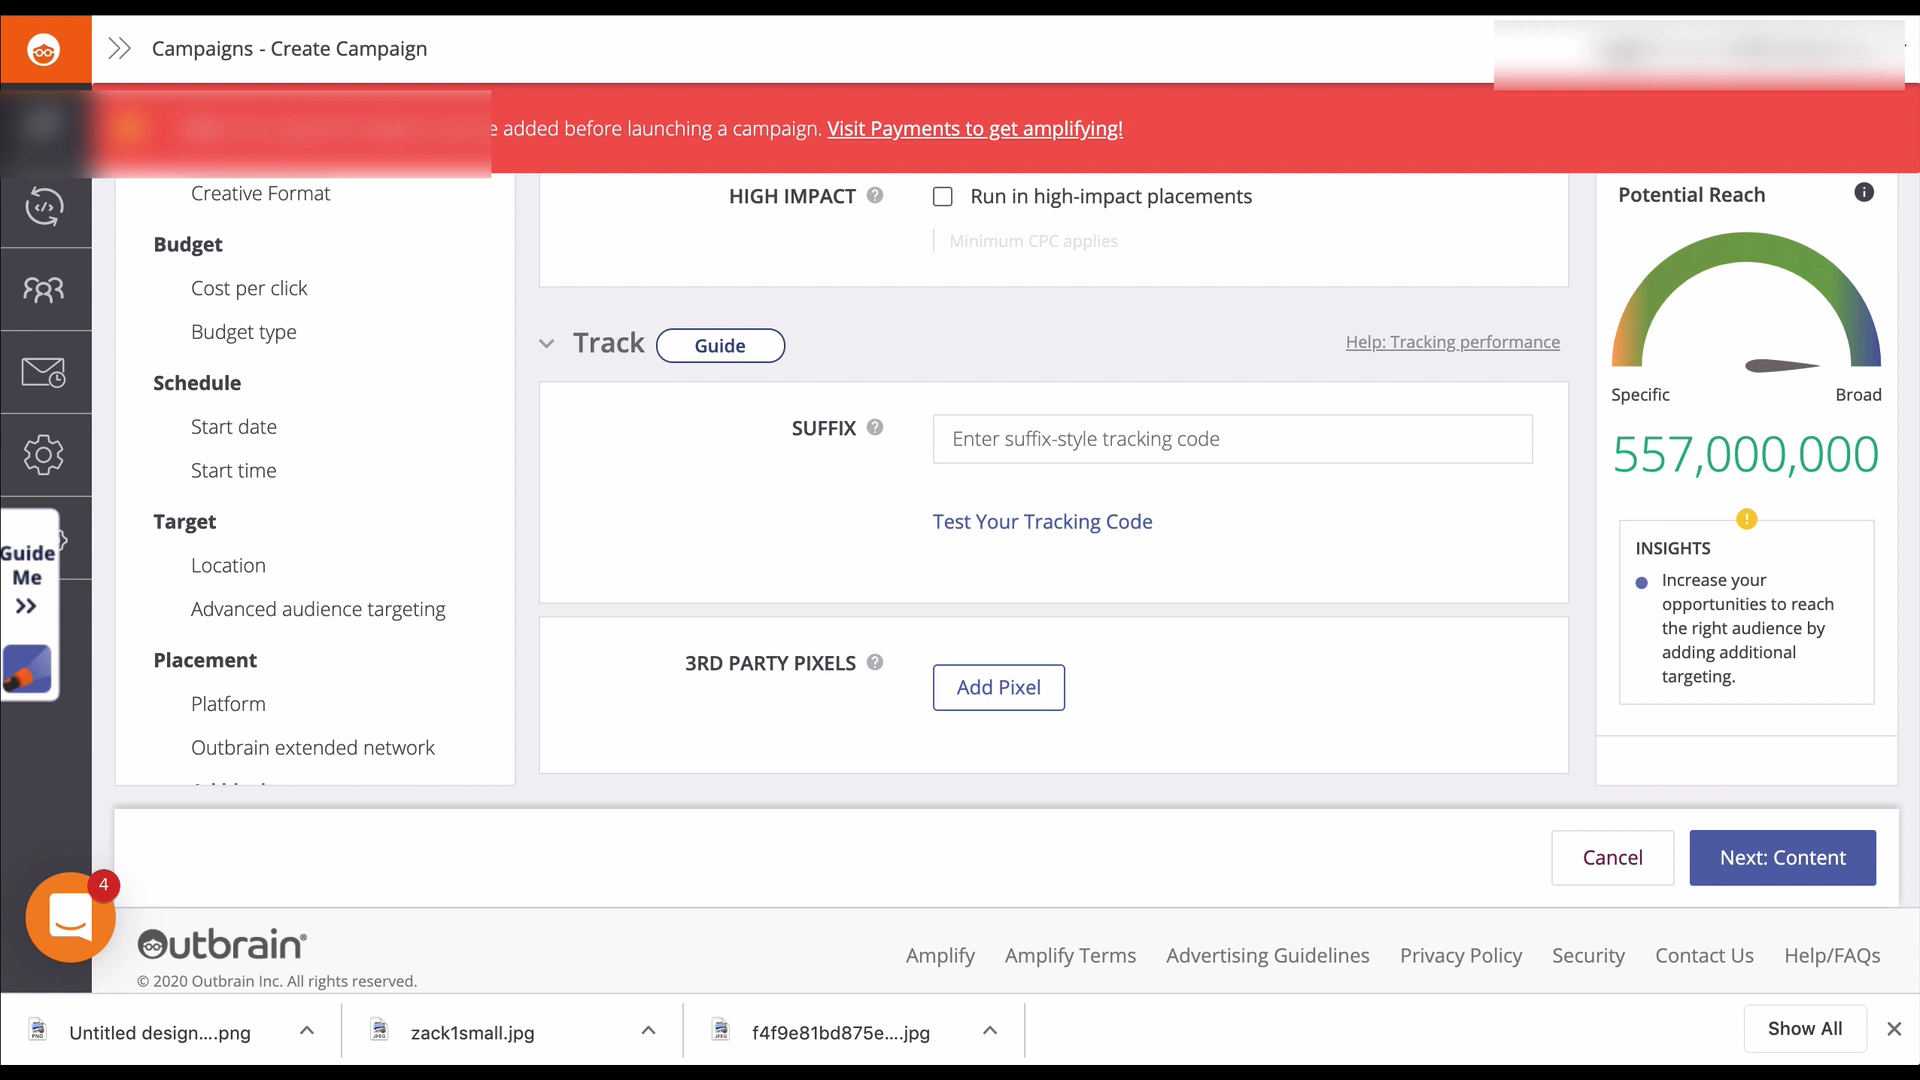 Campaigns - Create Campaign
added before launching a campaign. Visit Payments to get amplifying!
Creative Format
Budget
Cost per click
Budget type
Schedule
Start date
Start time
Target
Location
Advanced audience targeting
Placement
Platform
Outbrain extended network
HIGH IMPACT ?
Run in high-impact placements
Minimum CPC applies
Track
Guide
Help: Tracking performance
SUFFIX ?
Enter suffix-style tracking code
Test Your Tracking Code
3RD PARTY PIXELS ?
Add Pixel
Potential Reach
Specific
Broad
557,000,000
INSIGHTS
Increase your
opportunities to reach
the right audience by
adding additional
targeting.
Guide
Me
>>
Cancel
Next: Content
4
Outbrain®
© 2020 Outbrain Inc. All rights reserved.
Amplify
Amplify Terms
Advertising Guidelines
Privacy Policy
Security
Contact Us
Help/FAQs
Untitled design....png
zack1small.jpg
f4f9e81bd875e....jpg
Show All